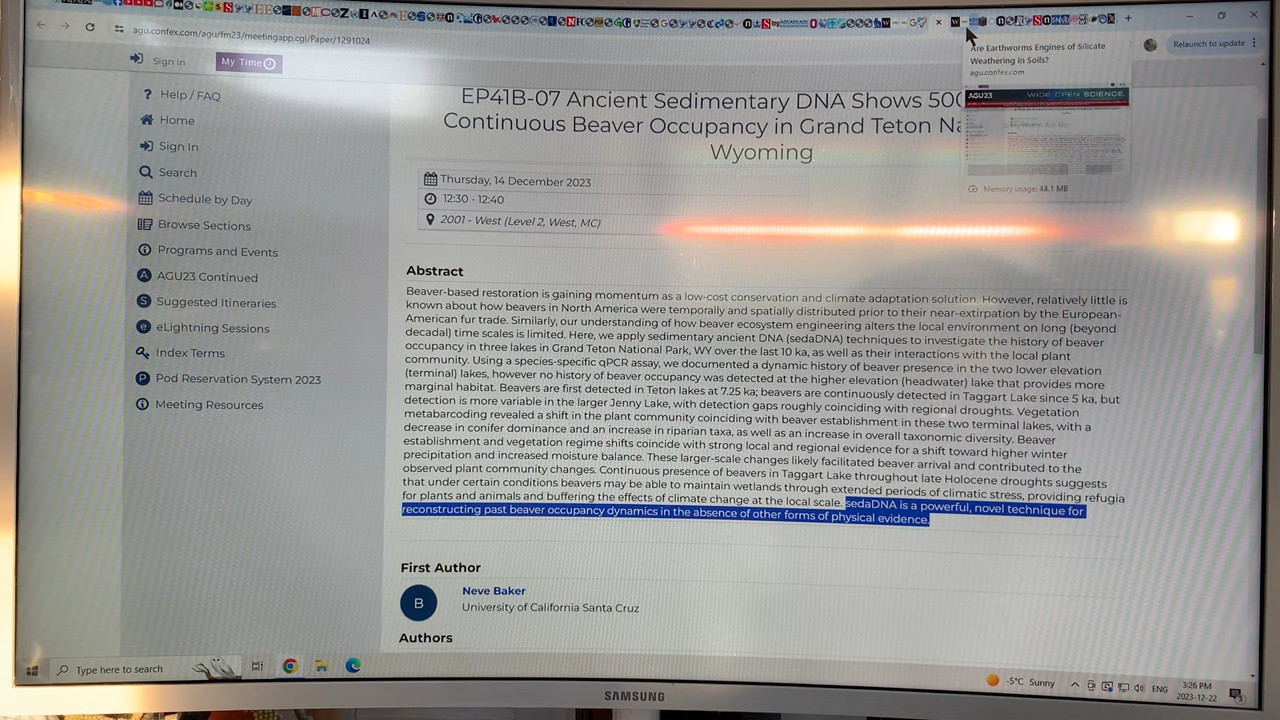 agu.confex.com/agu/fm23/meetingapp.cgi/Paper/1291024
Relaunch to update
Are Earthworms Engines of Silicate
Weathering in Soils?
agu.confex.com
AGU23 WIDE. OPEN. SCIENCE.
Memory usage: 44.1 MB
Sign In
My Time
Help / FAQ
Home
Sign In
Search
Schedule by Day
Browse Sections
Programs and Events
A AGU23 Continued
S Suggested Itineraries
e eLightning Sessions
Index Terms
P Pod Reservation System 2023
Meeting Resources
EP41B-07 Ancient Sedimentary DNA Shows 500
Continuous Beaver Occupancy in Grand Teton Na
Wyoming
Thursday, 14 December 2023
12:30 - 12:40
2001 - West (Level 2, West, MC)
Abstract
Beaver-based restoration is gaining momentum as a low-cost conservation and climate adaptation solution. However, relatively little is
known about how beavers in North America were temporally and spatially distributed prior to their near-extirpation by the European-
American fur trade. Similarly, our understanding of how beaver ecosystem engineering alters the local environment on long (beyond
decadal) time scales is limited. Here, we apply sedimentary ancient DNA (sedaDNA) techniques to investigate the history of beaver
occupancy in three lakes in Grand Teton National Park, WY over the last 10 ka, as well as their interactions with the local plant
community. Using a species-specific qPCR assay, we documented a dynamic history of beaver presence in the two lower elevation
(terminal) lakes, however no history of beaver occupancy was detected at the higher elevation (headwater) lake that provides more
marginal habitat. Beavers are first detected in Teton lakes at 7.25 ka; beavers are continuously detected in Taggart Lake since 5 ka, but
detection is more variable in the larger Jenny Lake, with detection gaps roughly coinciding with regional droughts. Vegetation
metabarcoding revealed a shift in the plant community coinciding with beaver establishment in these two terminal lakes, with a
decrease in conifer dominance and an increase in riparian taxa, as well as an increase in overall taxonomic diversity. Beaver
establishment and vegetation regime shifts coincide with strong local and regional evidence for a shift toward higher winter
precipitation and increased moisture balance. These larger-scale changes likely facilitated beaver arrival and contributed to the
observed plant community changes. Continuous presence of beavers in Taggart Lake throughout late Holocene droughts suggests
that under certain conditions beavers may be able to maintain wetlands through extended periods of climatic stress, providing refugia
for plants and animals and buffering the effects of climate change at the local scale. sedaDNA is a powerful, novel technique for
reconstructing past beaver occupancy dynamics in the absence of other forms of physical evidence.
First Author
B
Neve Baker
University of California Santa Cruz
Authors
Type here to search
-5°C Sunny
ENG
3:26 PM
2023-12-22
SAMSUNG